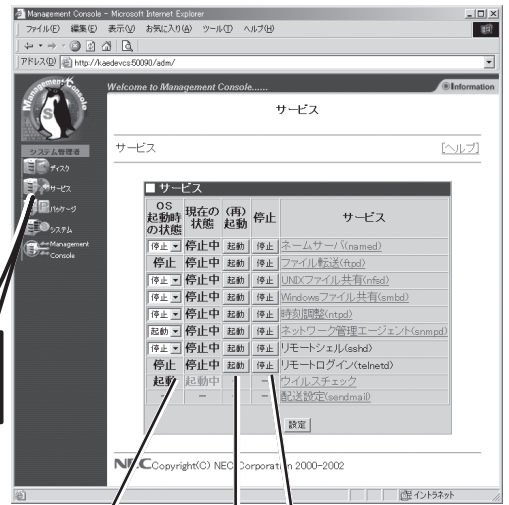 Management Console - Microsoft Internet Explorer
ファイル(F) 編集(E) 表示(V) お気に入り(A) ツール(T) ヘルプ(H)
アドレス(D) http://kaedevcs:50090/adm/
Management Console
Welcome to Management Console......
Information
サービス
システム管理者
サービス [ヘルプ]
ディスク
サービス
パッケージ
システム
Management Console
■ サービス
OS起動時の状態 現在の状態 (再)起動 停止 サービス
停止 停止中 起動 停止 ネームサーバ(named)
停止 停止中 起動 停止 ファイル転送(ftpd)
停止 停止中 起動 停止 UNIXファイル共有(nfsd)
停止 停止中 起動 停止 Windowsファイル共有(smbd)
停止 停止中 起動 停止 時刻調整(ntpd)
起動 停止中 起動 停止 ネットワーク管理エージェント(snmpd)
停止 停止中 起動 停止 リモートシェル(sshd)
停止 停止中 起動 停止 リモートログイン(telnetd)
起動 起動中 - - ウイルスチェック
- - - - 配送設定(sendmail)
設定
NEC Copyright(C) NEC Corporation 2000-2002
イントラネット